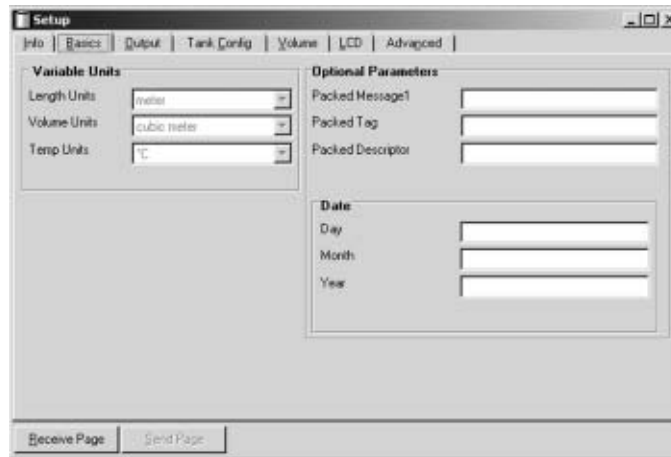 Setup
Info Basics Output Tank Config Volume LCD Advanced
Variable Units
Length Units meter
Volume Units cubic meter
Temp Units °C
Optional Parameters
Packed Message1
Packed Tag
Packed Descriptor
Date
Day
Month
Year
Receive Page Send Page